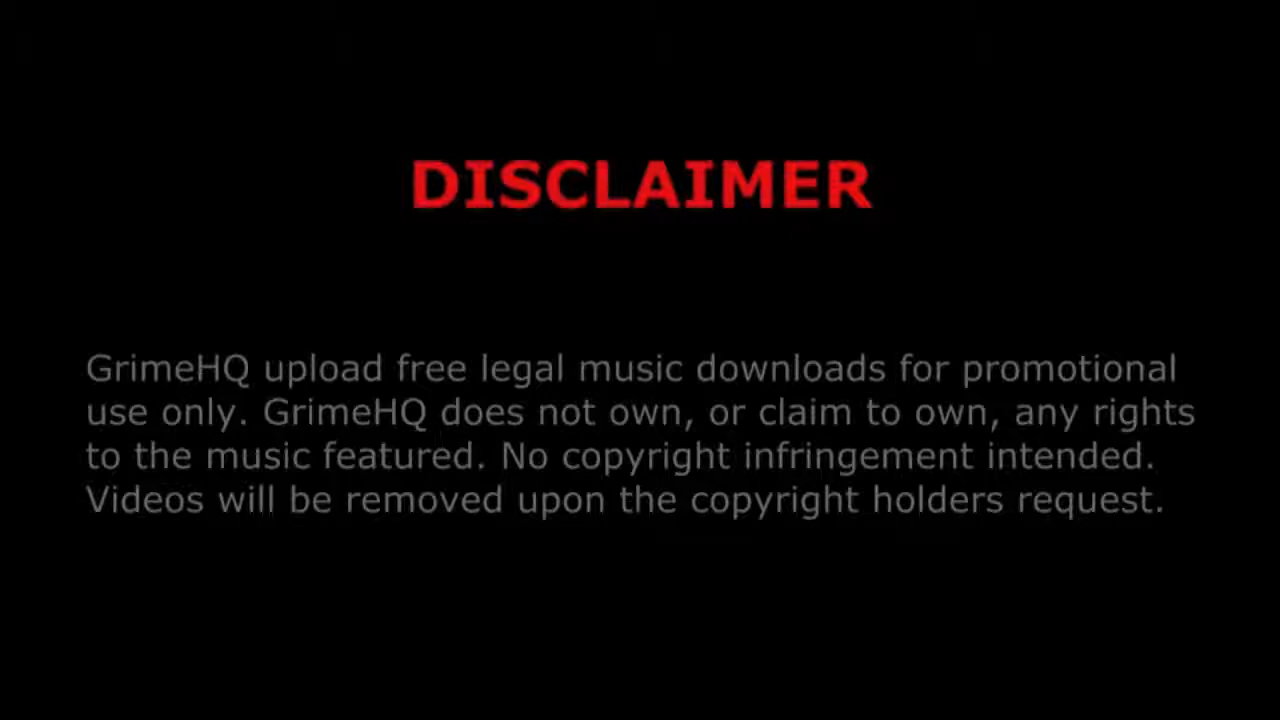 DISCLAIMER
GrimeHQ upload free legal music downloads for promotional
use only. GrimeHQ does not own, or claim to own, any rights
to the music featured. No copyright infringement intended.
Videos will be removed upon the copyright holders request.